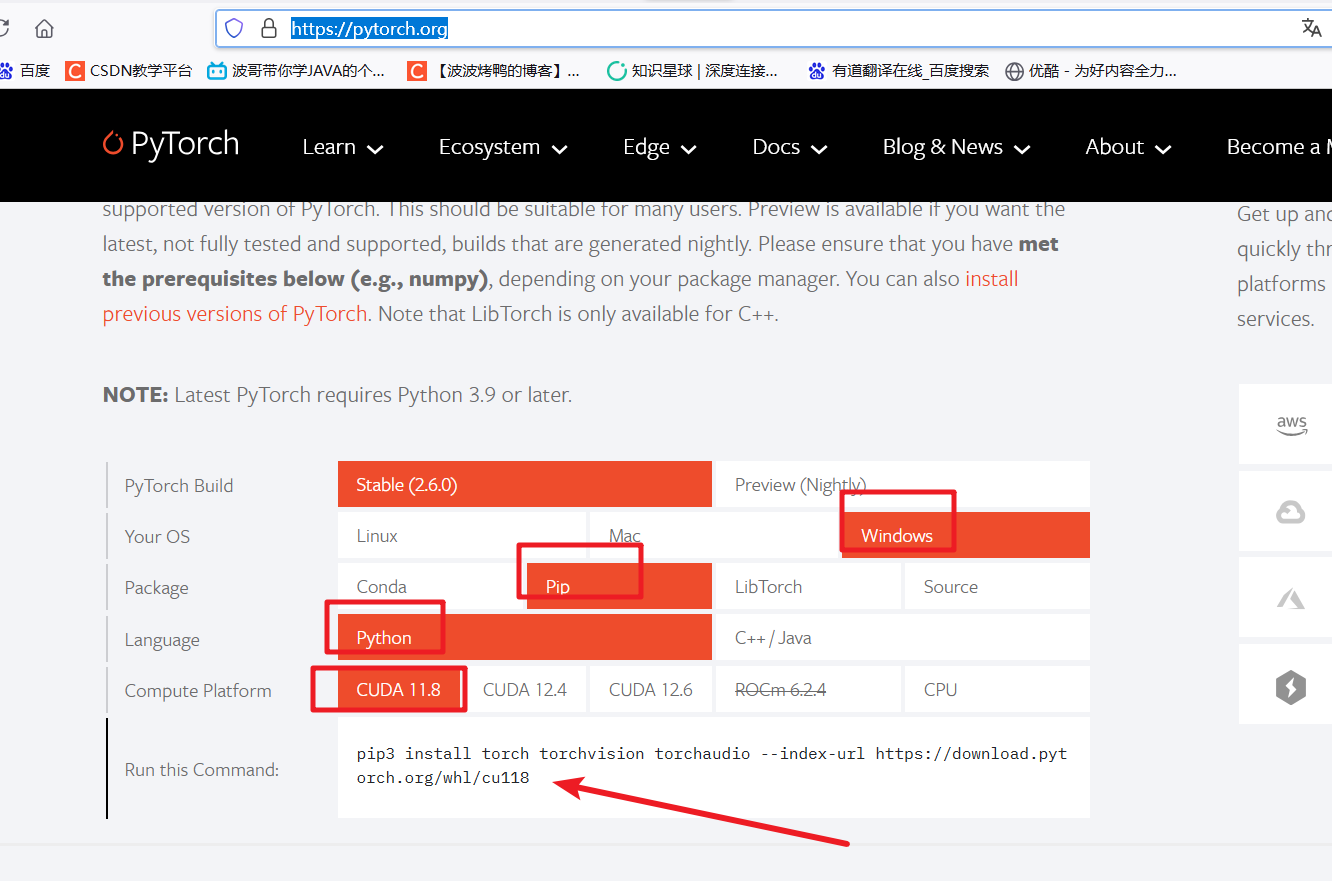 https://pytorch.org
百度 CSDN教学平台 波哥带你学JAVA的个... 【波波烤鸭的博客】... 知识星球 | 深度连接... 有道翻译在线_百度搜索 优酷 - 为好内容全力...
PyTorch Learn Ecosystem Edge Docs Blog & News About Become a
supported version of PyTorch. This should be suitable for many users. Preview is available if you want the
latest, not fully tested and supported, builds that are generated nightly. Please ensure that you have met
the prerequisites below (e.g., numpy), depending on your package manager. You can also install
previous versions of PyTorch. Note that LibTorch is only available for C++.
Get up and
quickly thr
platforms
services.
NOTE: Latest PyTorch requires Python 3.9 or later.
aws
PyTorch Build Stable (2.6.0) Preview (Nightly)
Your OS Linux Mac Windows
Package Conda Pip LibTorch Source
Language Python C++ / Java
Compute Platform CUDA 11.8 CUDA 12.4 CUDA 12.6 ROCm 6.2.4 CPU
Run this Command:
pip3 install torch torchvision torchaudio --index-url https://download.pyt
orch.org/whl/cu118